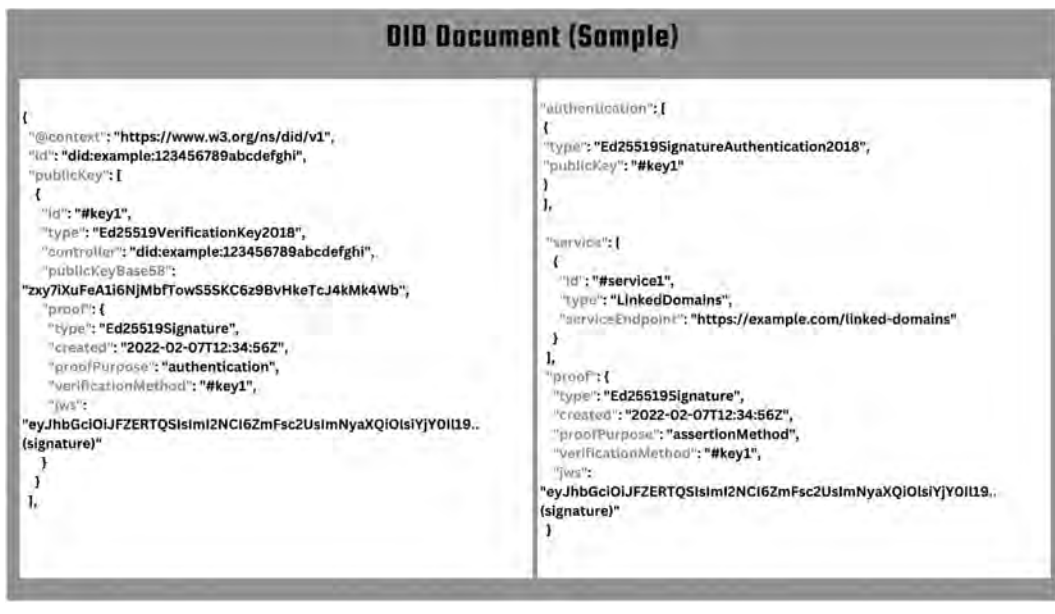 DID Document (Sample)
{
"@context": "https://www.w3.org/ns/did/v1",
"id": "did:example:123456789abcdefghi",
"publicKey": [
{
"id": "#key1",
"type": "Ed25519VerificationKey2018",
"controller": "did:example:123456789abcdefghi",
"publicKeyBase58":
"zxy7iXuFeA1i6NjMbfTowS5SKC6z9BvHkeTcJ4kMk4Wb",
"proof": {
"type": "Ed25519Signature",
"created": "2022-02-07T12:34:56Z",
"proofPurpose": "authentication",
"verificationMethod": "#key1",
"jws":
"eyJhbGciOiJFZERTQSIsImI2NCI6ZmFsc2UsImNyaXQiOlsiYjY0Il19..
(signature)"
}
}
],
"authentication": [
{
"type": "Ed25519SignatureAuthentication2018",
"publicKey": "#key1"
}
],
"service": [
{
"id": "#service1",
"type": "LinkedDomains",
"serviceEndpoint": "https://example.com/linked-domains"
}
],
"proof": {
"type": "Ed25519Signature",
"created": "2022-02-07T12:34:56Z",
"proofPurpose": "assertionMethod",
"verificationMethod": "#key1",
"jws":
"eyJhbGciOiJFZERTQSIsImI2NCI6ZmFsc2UsImNyaXQiOlsiYjY0Il19..
(signature)"
}